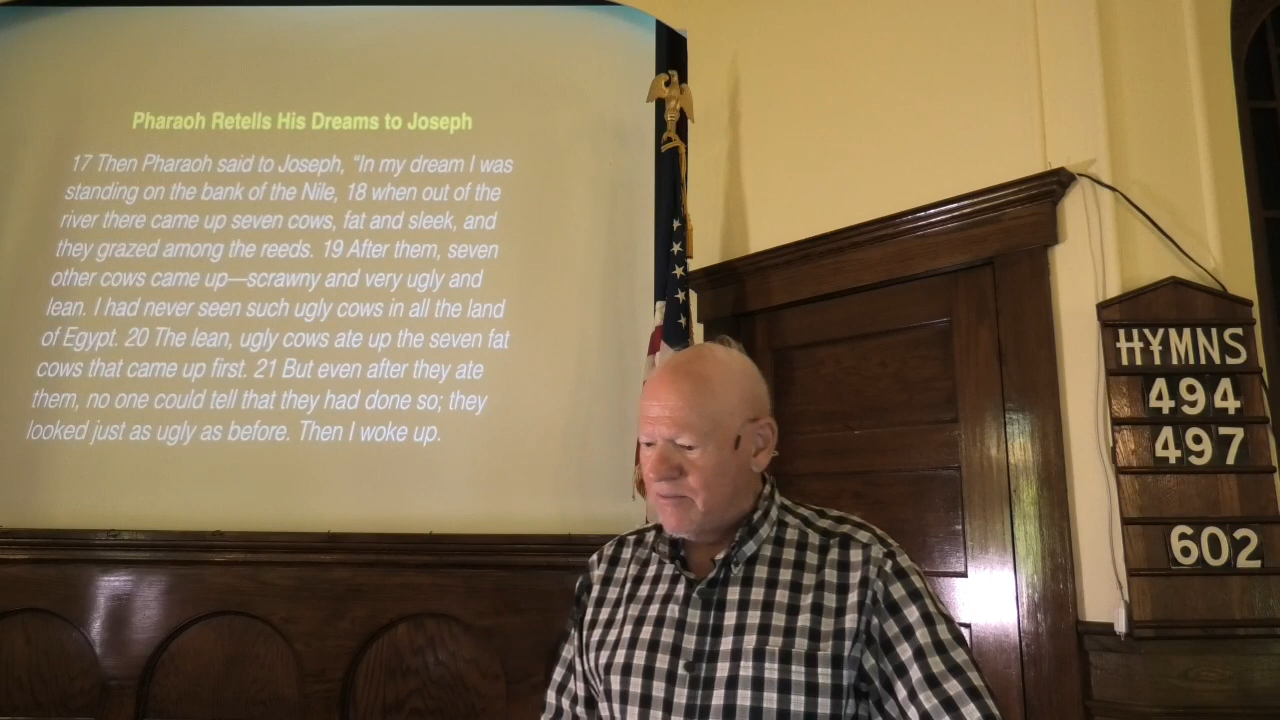 Pharaoh Retells His Dreams to Joseph
17 Then Pharaoh said to Joseph, “In my dream I was
standing on the bank of the Nile, 18 when out of the
river there came up seven cows, fat and sleek, and
they grazed among the reeds. 19 After them, seven
other cows came up—scrawny and very ugly and
lean. I had never seen such ugly cows in all the land
of Egypt. 20 The lean, ugly cows ate up the seven fat
cows that came up first. 21 But even after they ate
them, no one could tell that they had done so; they
looked just as ugly as before. Then I woke up.
HYMNS
494
497
602